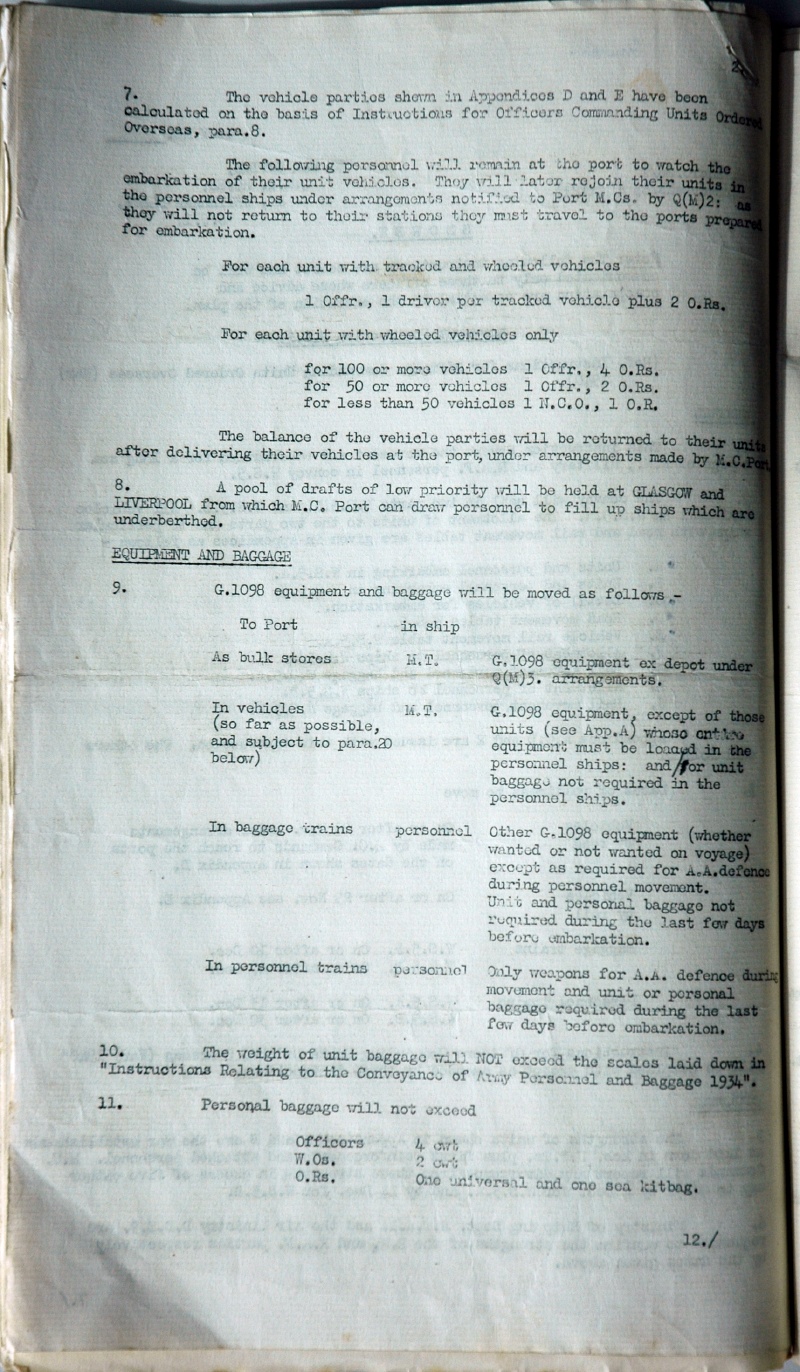 7. The vehicle parties shown in Appendices D and E have been
calculated on the basis of Instructions for Officers Commanding Units Ordered
Overseas, para.8.
The following personnel will remain at the port to watch the
embarkation of their unit vehicles. They will later rejoin their units in
the personnel ships under arrangements notified to Port M.Cs. by Q(M)2: as
they will not return to their stations they must travel to the ports prepared
for embarkation.
For each unit with tracked and wheeled vehicles
1 Offr., 1 driver per tracked vehicle plus 2 O.Rs.
For each unit with wheeled vehicles only
for 100 or more vehicles 1 Offr., 4 O.Rs.
for 50 or more vehicles 1 Offr., 2 O.Rs.
for less than 50 vehicles 1 N.C.O., 1 O.R.
The balance of the vehicle parties will be returned to their units
after delivering their vehicles at the port, under arrangements made by M.C.Port
8. A pool of drafts of low priority will be held at GLASGOW and
LIVERPOOL from which M.C. Port can draw personnel to fill up ships which are
underberthed.
EQUIPMENT AND BAGGAGE
9. G.1098 equipment and baggage will be moved as follows :-
To Port in ship
As bulk stores M.T. G.1098 equipment ex depot under
Q(M)3. arrangements.
In vehicles M.T. G.1098 equipment, except of those
(so far as possible, units (see App.A) whose entire
and subject to para.20 equipment must be loaded in the
below) personnel ships: and/or unit
baggage not required in the
personnel ships.
In baggage trains personnel Other G.1098 equipment (whether
wanted or not wanted on voyage)
except as required for A.A.defence
during personnel movement.
Unit and personal baggage not
required during the last few days
before embarkation.
In personnel trains personnel Only weapons for A.A. defence during
movement and unit or personal
baggage required during the last
few days before embarkation.
10. The weight of unit baggage will NOT exceed the scales laid down in
"Instructions Relating to the Conveyance of Army Personnel and Baggage 1934".
11. Personal baggage will not exceed
Officers 4 cwt
W.Os. 2 cwt
O.Rs. One universal and one sea kitbag.
12./